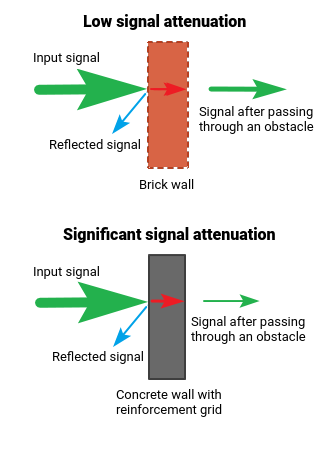 Low signal attenuation
Input signal
Signal after passing
through an obstacle
Reflected signal
Brick wall
Significant signal attenuation
Input signal
Signal after passing
through an obstacle
Reflected signal
Concrete wall with
reinforcement grid